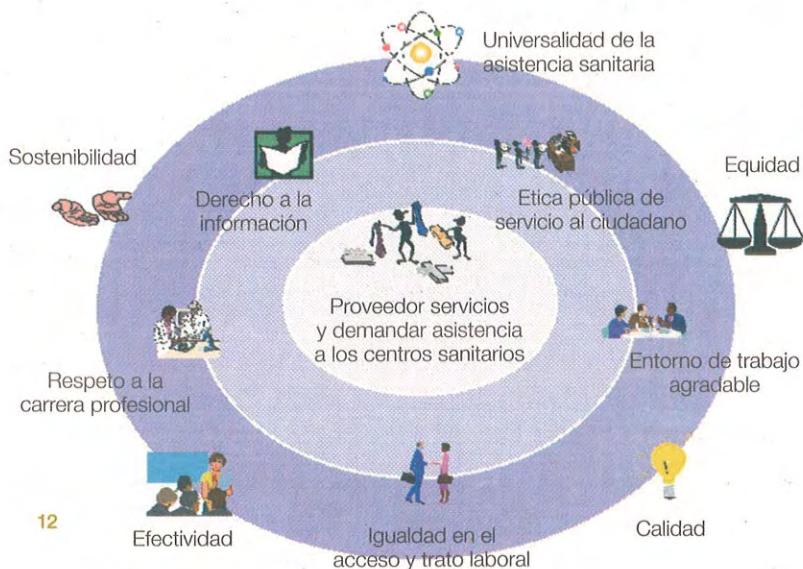 Universalidad de la
asistencia sanitaria
Sostenibilidad
Derecho a la
información
Etica pública de
servicio al ciudadano
Equidad
Proveedor servicios
y demandar asistencia
a los centros sanitarios
Respeto a la
carrera profesional
Entorno de trabajo
agradable
12
Efectividad
Igualdad en el
acceso y trato laboral
Calidad